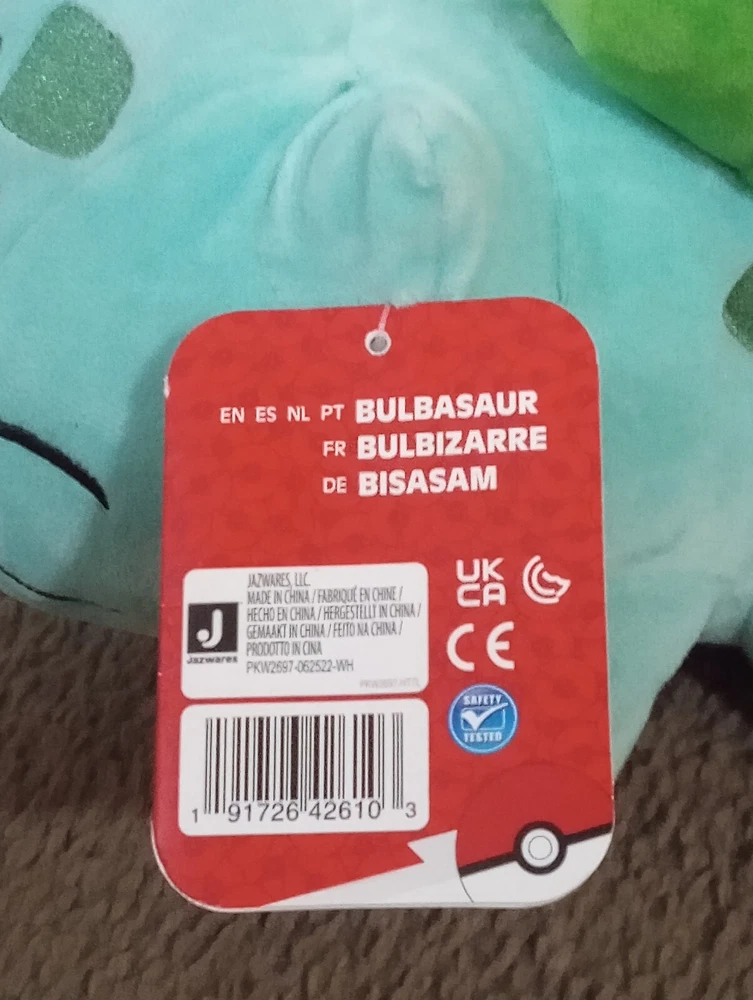 EN ES NL PT BULBASAUR
FR BULBIZARRE
DE BISASAM
JAZWARES, LLC.
MADE IN CHINA / FABRIQUÉ EN CHINE /
HECHO EN CHINA / HERGESTELLT IN CHINA /
GEMAAKT IN CHINA / FEITO NA CHINA /
PRODOTTO IN CINA
PKW2697-062522-WH
J
Jazwares
UK
CA
CE
SAFETY
TESTED
1 91726 42610 3